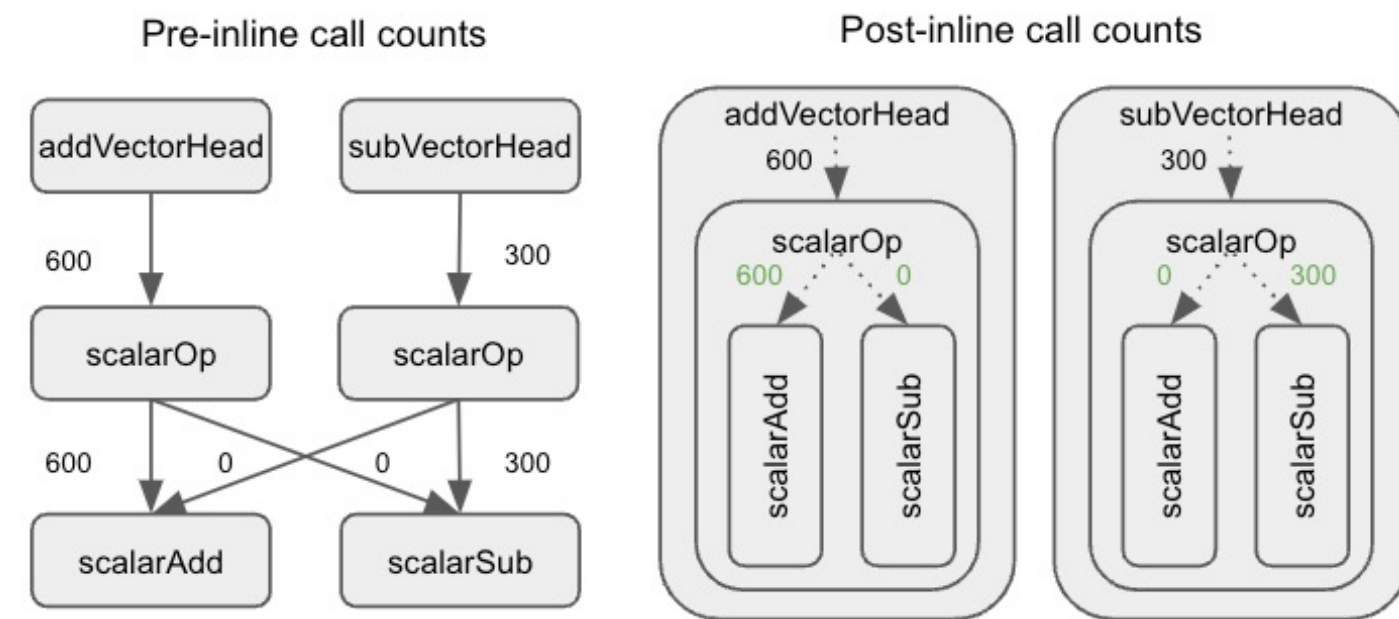 Pre-inline call counts
addVectorHead
subVectorHead
600
300
scalarOp
scalarOp
600
0
0
300
scalarAdd
scalarSub
Post-inline call counts
addVectorHead
600
scalarOp
600
0
scalarAdd
scalarSub
subVectorHead
300
scalarOp
0
300
scalarAdd
scalarSub